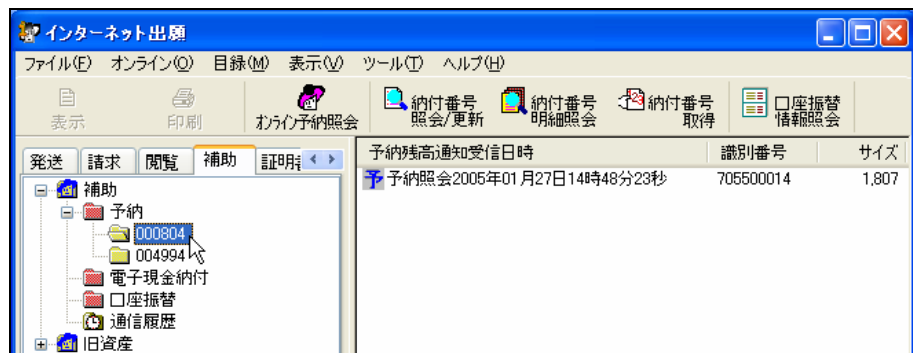 インターネット出願
ファイル(F) オンライン(O) 目録(M) 表示(V) ツール(T) ヘルプ(H)
表示
印刷
オンライン予納照会
納付番号
照会/更新
納付番号
明細照会
納付番号
取得
口座振替
情報照会
発送 請求 閲覧 補助
予納残高通知受信日時 識別番号 サイズ
予 予納照会2005年01月27日14時48分23秒 705500014 1,807
補助
予納
000804
004994
電子現金納付
口座振替
通信履歴
旧資産